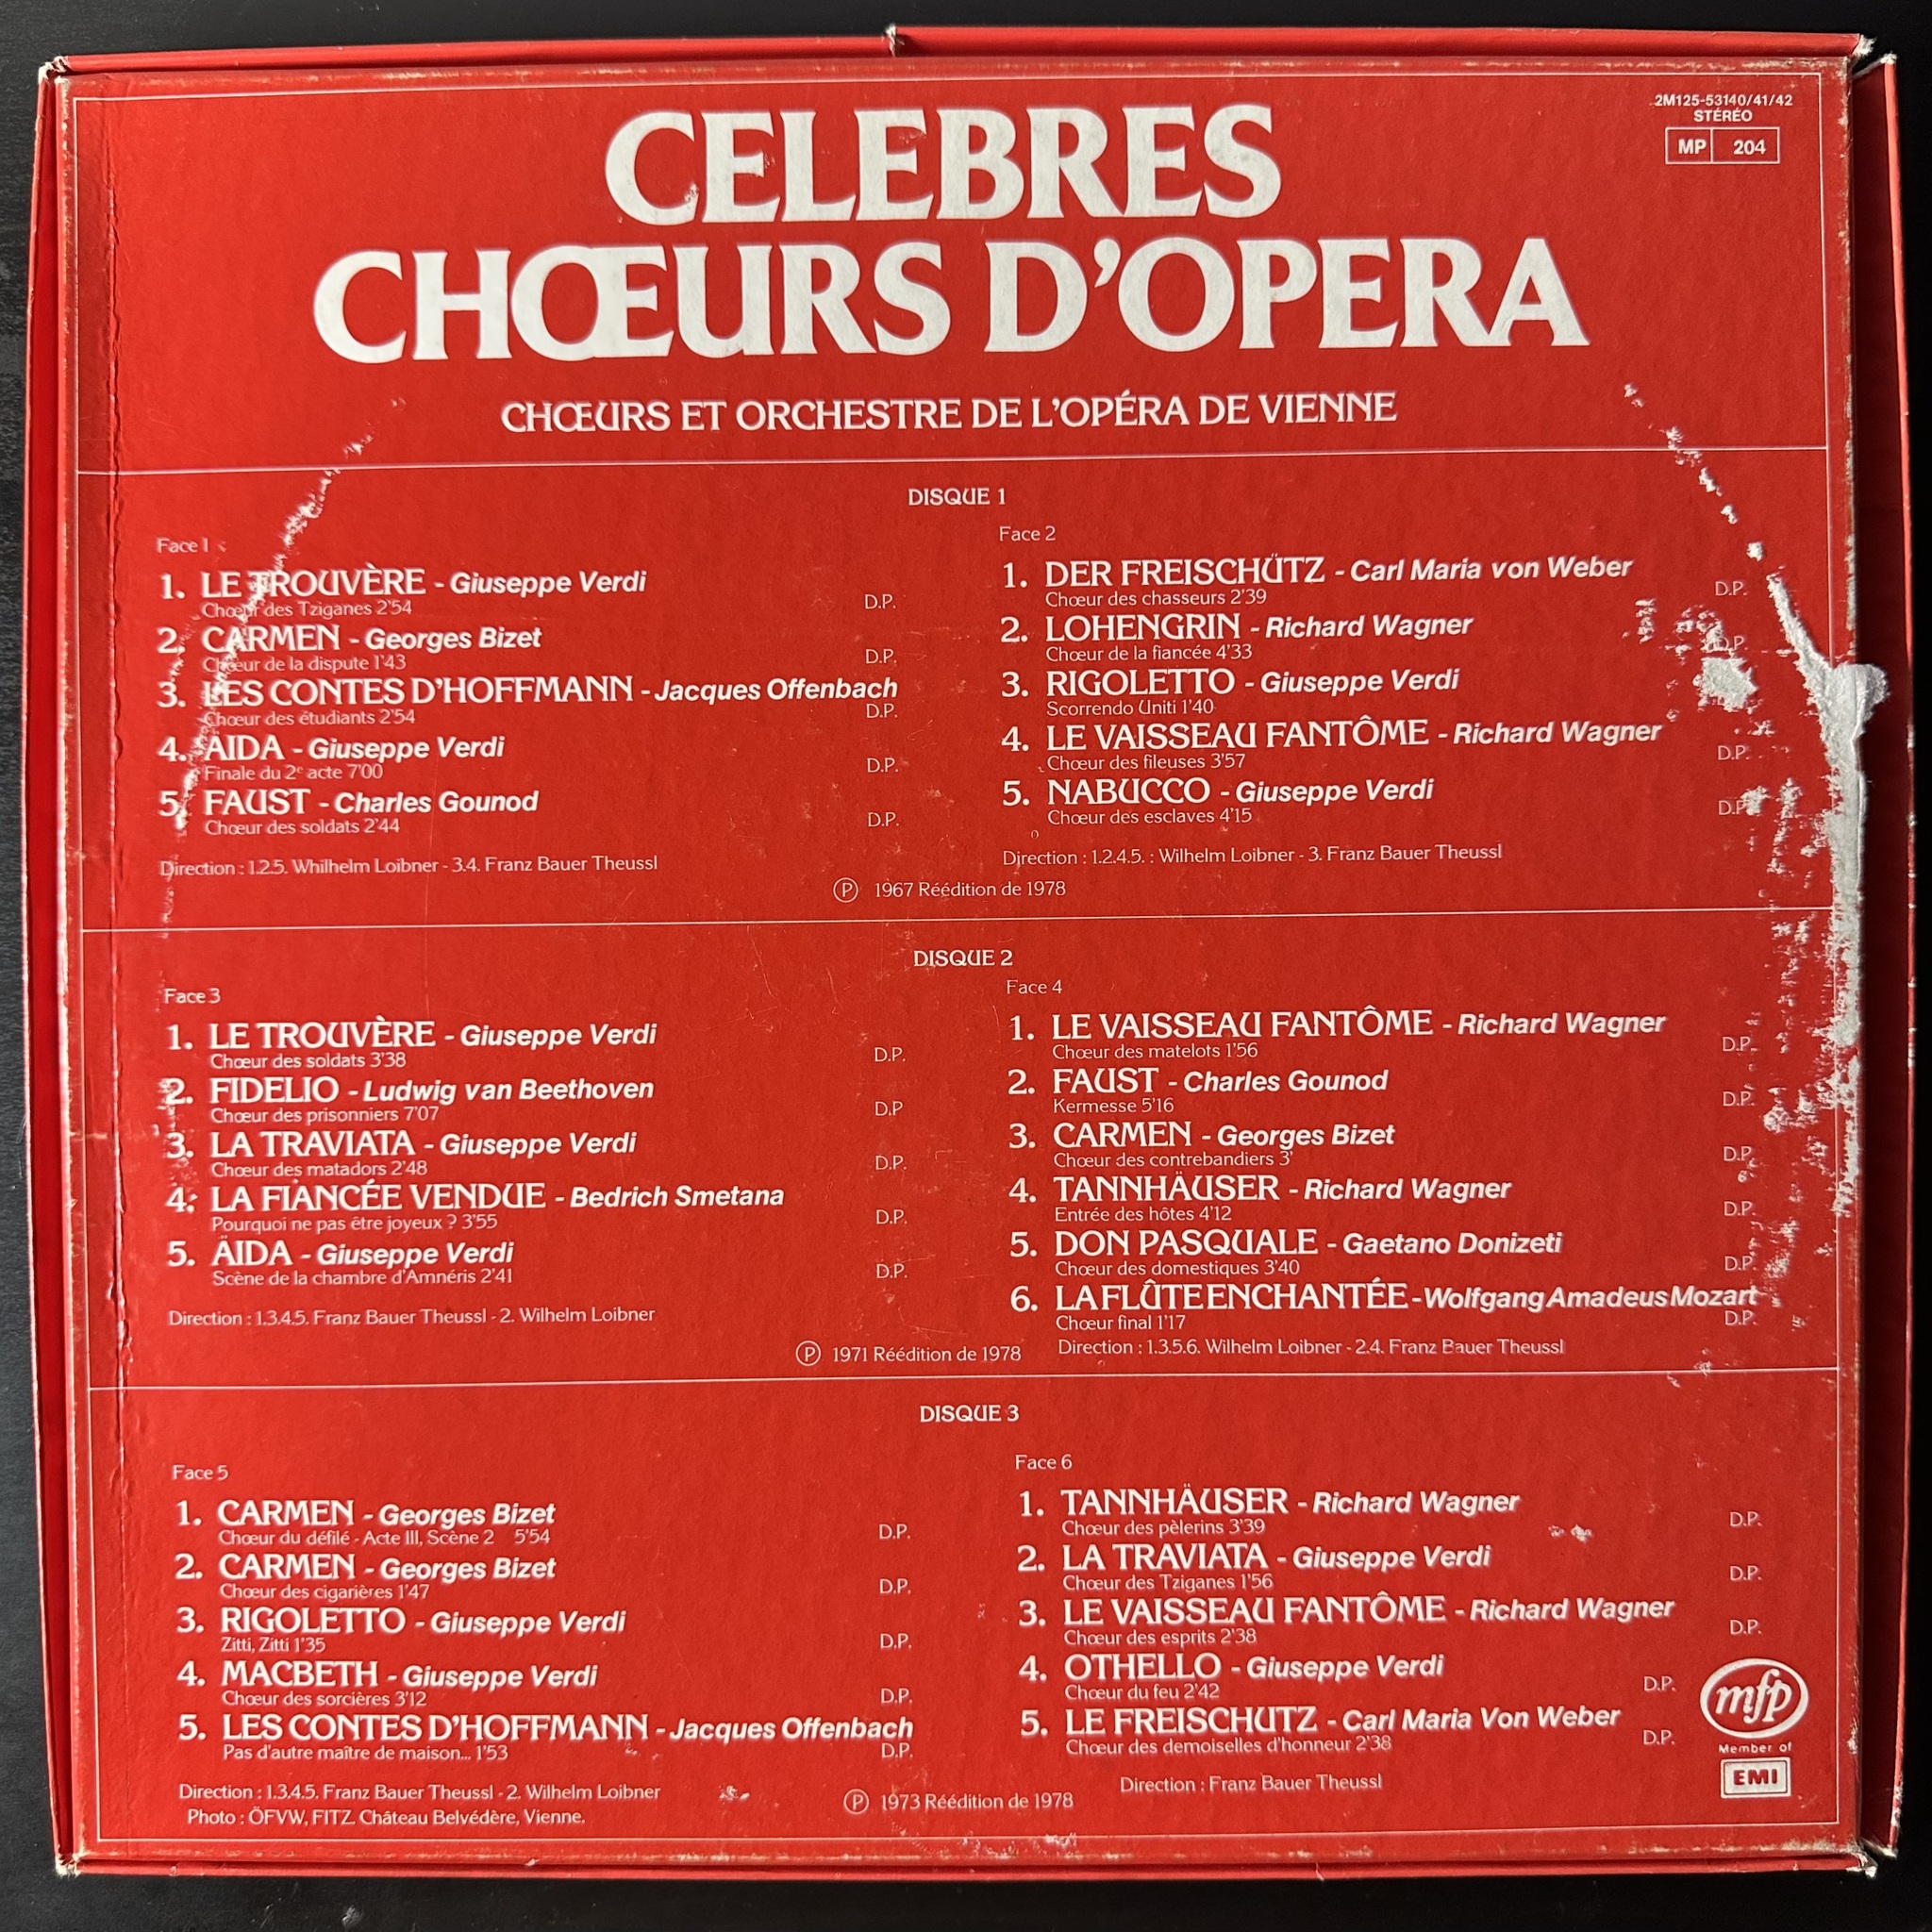 2M125-53140/41/42
STÉRÉO
MP 204
CELEBRES
CHŒURS D'OPERA
CHŒURS ET ORCHESTRE DE L'OPÉRA DE VIENNE
DISQUE 1
Face 1
1. LE TROUVÈRE - Giuseppe Verdi
Chœur des Tziganes 2'54 D.P.
2. CARMEN - Georges Bizet
Chœur de la dispute 1'43 D.P.
3. LES CONTES D'HOFFMANN - Jacques Offenbach
Chœur des étudiants 2'54 D.P.
4. AIDA - Giuseppe Verdi
Finale du 2e acte 7'00 D.P.
5. FAUST - Charles Gounod
Chœur des soldats 2'44 D.P.
Direction : 1.2.5. Whilhelm Loibner - 3.4. Franz Bauer Theussl
Face 2
1. DER FREISCHÜTZ - Carl Maria von Weber
Chœur des chasseurs 2'39 D.P.
2. LOHENGRIN - Richard Wagner
Chœur de la fiancée 4'33 D.P.
3. RIGOLETTO - Giuseppe Verdi
Scorrendo Uniti 1'40
4. LE VAISSEAU FANTÔME - Richard Wagner
Chœur des fileuses 3'57 D.P.
5. NABUCCO - Giuseppe Verdi
Chœur des esclaves 4'15 D.P.
Direction : 1.2.4.5. : Wilhelm Loibner - 3. Franz Bauer Theussl
Ⓟ 1967 Réédition de 1978
DISQUE 2
Face 3
1. LE TROUVÈRE - Giuseppe Verdi
Chœur des soldats 3'38 D.P.
2. FIDELIO - Ludwig van Beethoven
Chœur des prisonniers 7'07 D.P
3. LA TRAVIATA - Giuseppe Verdi
Chœur des matadors 2'48 D.P.
4. LA FIANCÉE VENDUE - Bedrich Smetana
Pourquoi ne pas être joyeux ? 3'55 D.P.
5. AIDA - Giuseppe Verdi
Scène de la chambre d'Amnéris 2'41 D.P.
Direction : 1.3.4.5. Franz Bauer Theussl - 2. Wilhelm Loibner
Face 4
1. LE VAISSEAU FANTÔME - Richard Wagner
Chœur des matelots 1'56 D.P.
2. FAUST - Charles Gounod
Kermesse 5'16 D.P.
3. CARMEN - Georges Bizet
Chœur des contrebandiers 3' D.P.
4. TANNHÄUSER - Richard Wagner
Entrée des hôtes 4'12 D.P.
5. DON PASQUALE - Gaetano Donizeti
Chœur des domestiques 3'40 D.P.
6. LA FLÛTE ENCHANTÉE - Wolfgang Amadeus Mozart
Chœur final 1'17 D.P.
Direction : 1.3.5.6. Wilhelm Loibner - 2.4. Franz Bauer Theussl
Ⓟ 1971 Réédition de 1978
DISQUE 3
Face 5
1. CARMEN - Georges Bizet
Chœur du défilé - Acte III, Scène 2 5'54 D.P.
2. CARMEN - Georges Bizet
Chœur des cigarières 1'47 D.P.
3. RIGOLETTO - Giuseppe Verdi
Zitti, Zitti 1'35 D.P.
4. MACBETH - Giuseppe Verdi
Chœur des sorcières 3'12 D.P.
5. LES CONTES D'HOFFMANN - Jacques Offenbach
Pas d'autre maître de maison... 1'53 D.P.
Direction : 1.3.4.5. Franz Bauer Theussl - 2. Wilhelm Loibner
Photo : ÖFVW, FITZ. Château Belvédère, Vienne.
Face 6
1. TANNHÄUSER - Richard Wagner
Chœur des pèlerins 3'39 D.P.
2. LA TRAVIATA - Giuseppe Verdi
Chœur des Tziganes 1'56 D.P.
3. LE VAISSEAU FANTÔME - Richard Wagner
Chœur des esprits 2'38 D.P.
4. OTHELLO - Giuseppe Verdi
Chœur du feu 2'42 D.P.
5. LE FREISCHUTZ - Carl Maria Von Weber
Chœur des demoiselles d'honneur 2'38 D.P.
Direction : Franz Bauer Theussl
Ⓟ 1973 Réédition de 1978
mfp
Member of
EMI